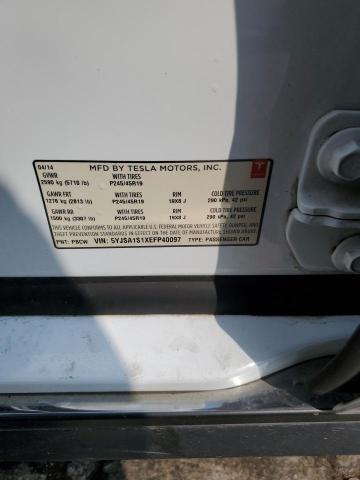 04/14 MFD BY TESLA MOTORS, INC.
GVWR WITH TIRES
2590 kg (5710 lb) P245/45R19
GAWR FRT WITH TIRES RIM COLD TIRE PRESSURE
1276 kg (2813 lb) P245/45R19 19X8 J 290 kPa, 42 psi
GAWR RR WITH TIRES RIM COLD TIRE PRESSURE
1500 kg (3307 lb) P245/45R19 19X8 J 290 kPa, 42 psi
THIS VEHICLE CONFORMS TO ALL APPLICABLE U.S. FEDERAL MOTOR VEHICLE SAFETY, BUMPER AND
THEFT PREVENTION STANDARDS IN EFFECT ON THE DATE OF MANUFACTURE SHOWN ABOVE.
PNT: PBCW VIN: 5YJSA1S1XEFP40097 TYPE: PASSENGER CAR